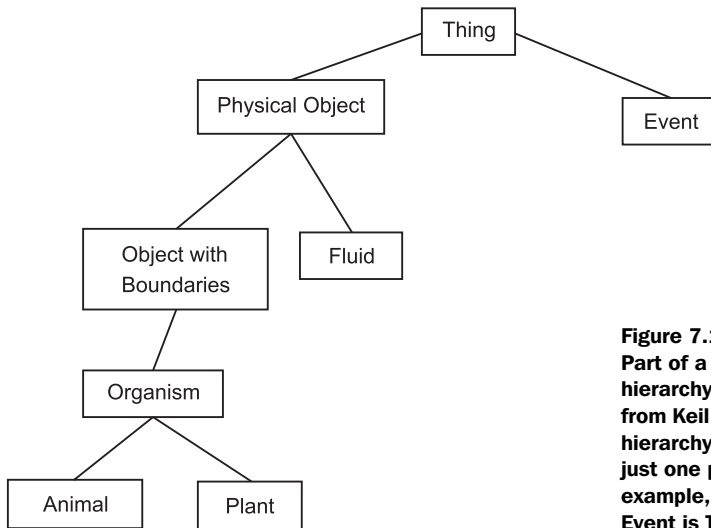 Thing
Physical Object
Event
Object with
Boundaries
Fluid
Organism
Animal
Plant
Figure 7.
Part of a
hierarchy
from Keil
hierarchy
just one p
example,
Event is T